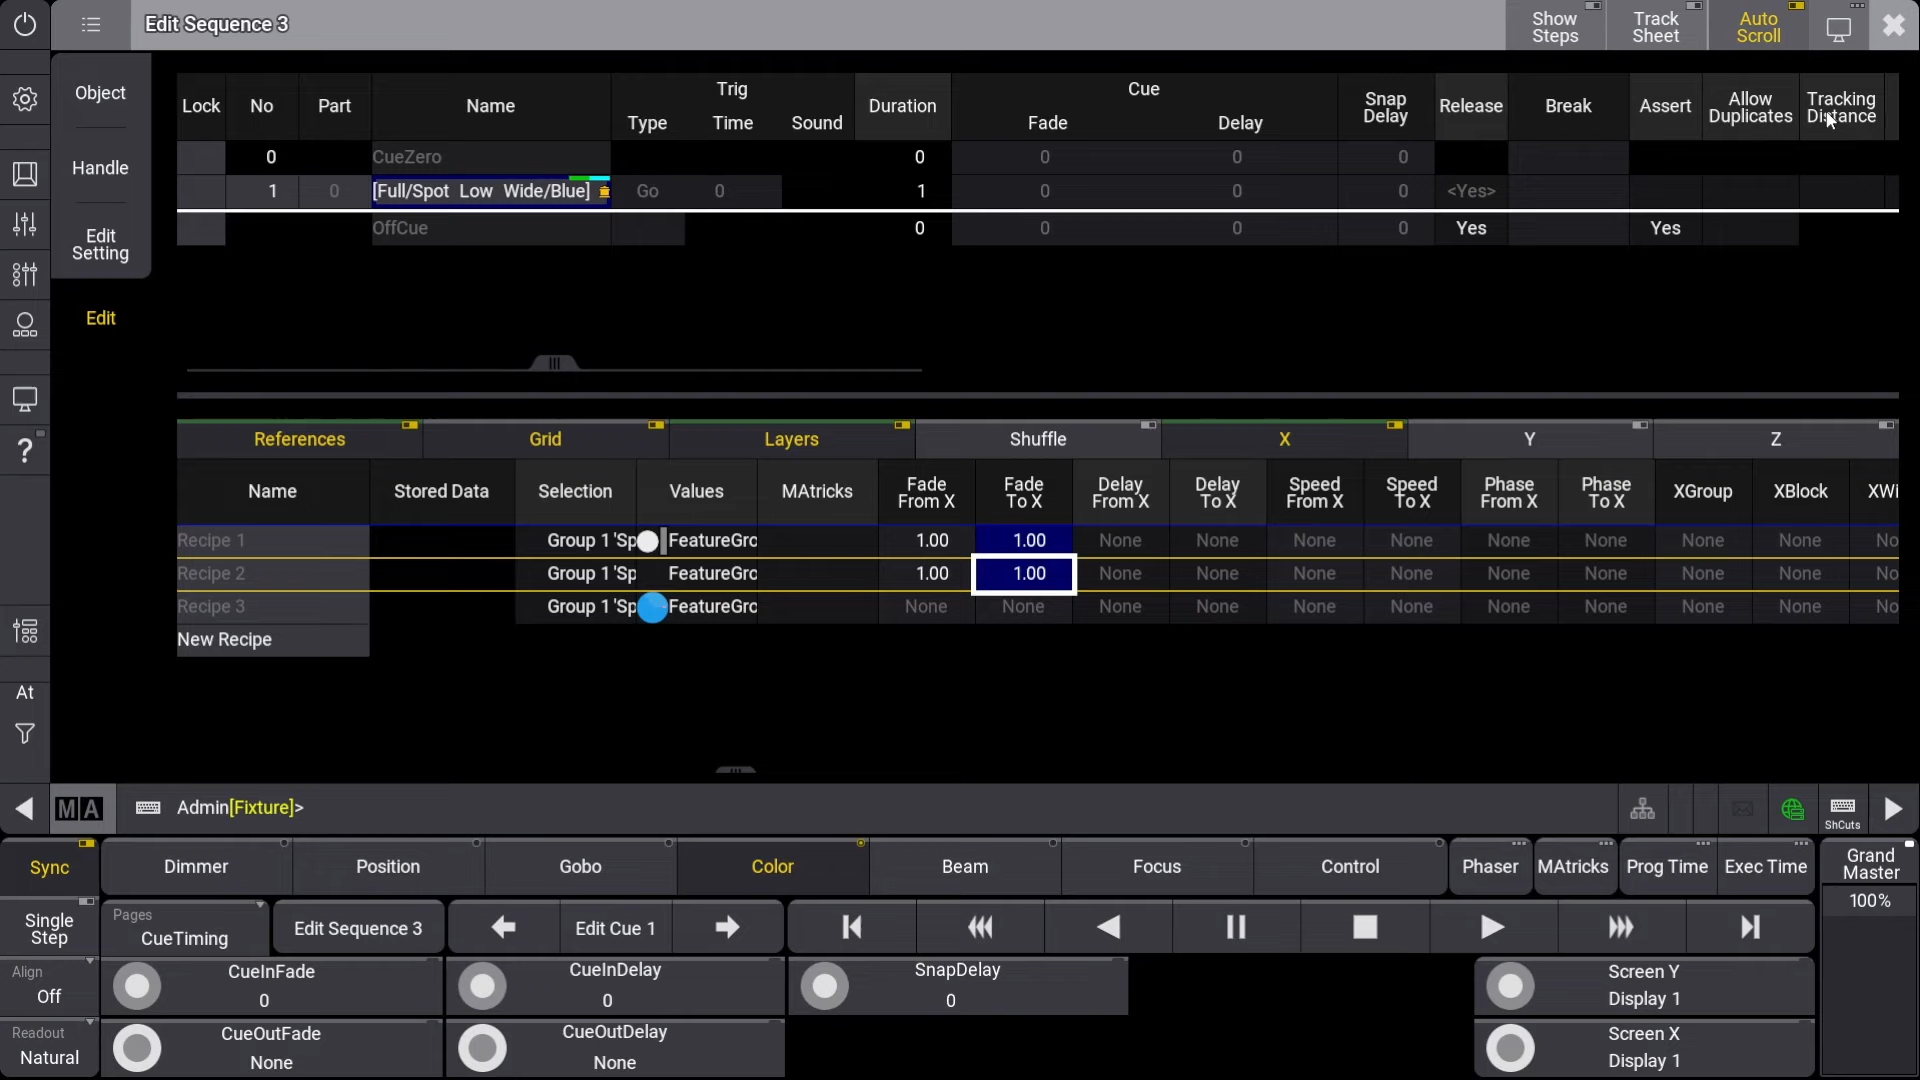 Edit Sequence 3
Show Steps
Track Sheet
Auto Scroll
Object
Handle
Edit Setting
Edit
Lock No Part Name Trig Type Time Sound Duration Cue Fade Delay Snap Delay Release Break Assert Allow Duplicates Tracking Distance
0 CueZero 0 0 0 0
1 0 [Full/Spot Low Wide/Blue] Go 0 1 0 0 0 <Yes>
OffCue 0 0 0 0 Yes Yes
References Grid Layers Shuffle X Y Z
Name Stored Data Selection Values MAtricks Fade From X Fade To X Delay From X Delay To X Speed From X Speed To X Phase From X Phase To X XGroup XBlock XWi
Recipe 1 Group 1 'Sp FeatureGro 1.00 1.00 None None None None None None None None No
Recipe 2 Group 1 'Sp FeatureGro 1.00 1.00 None None None None None None None None No
Recipe 3 Group 1 'Sp FeatureGro None None None None None None None None None None No
New Recipe
?
At
MA
Admin[Fixture]>
ShCuts
Sync Dimmer Position Gobo Color Beam Focus Control Phaser MAtricks Prog Time Exec Time Grand Master
100%
Single Step
Pages
CueTiming
Edit Sequence 3
Edit Cue 1
Align
Off
CueInFade
0
CueInDelay
0
SnapDelay
0
Screen Y
Display 1
Readout
Natural
CueOutFade
None
CueOutDelay
None
Screen X
Display 1